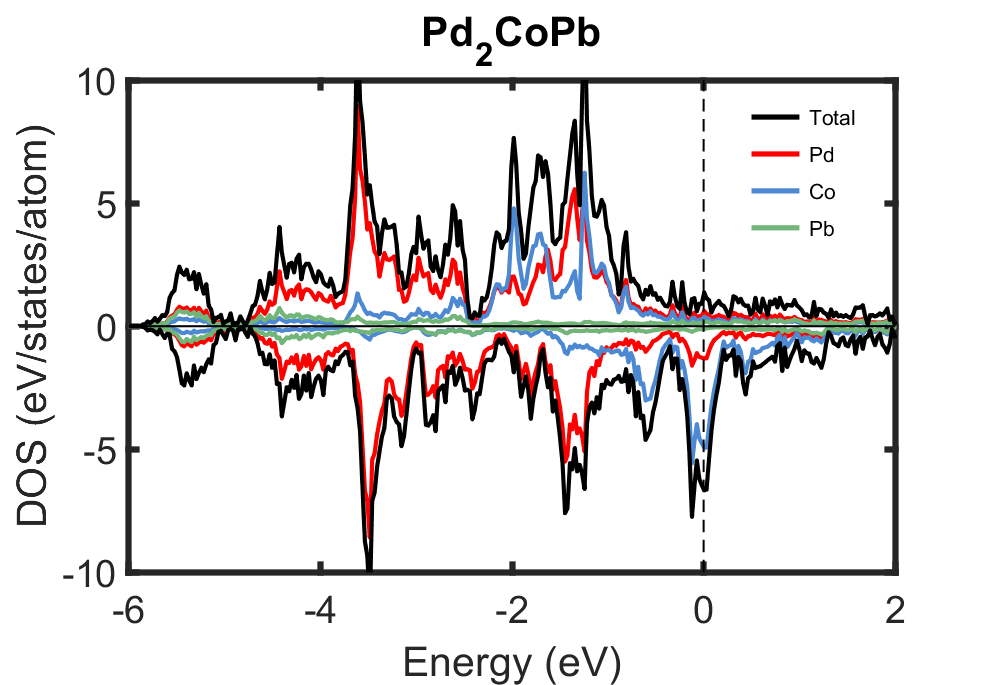 Pd2CoPb
10
5
0
-5
-10
DOS (eV/states/atom)
Total
Pd
Co
Pb
-6 -4 -2 0 2
Energy (eV)